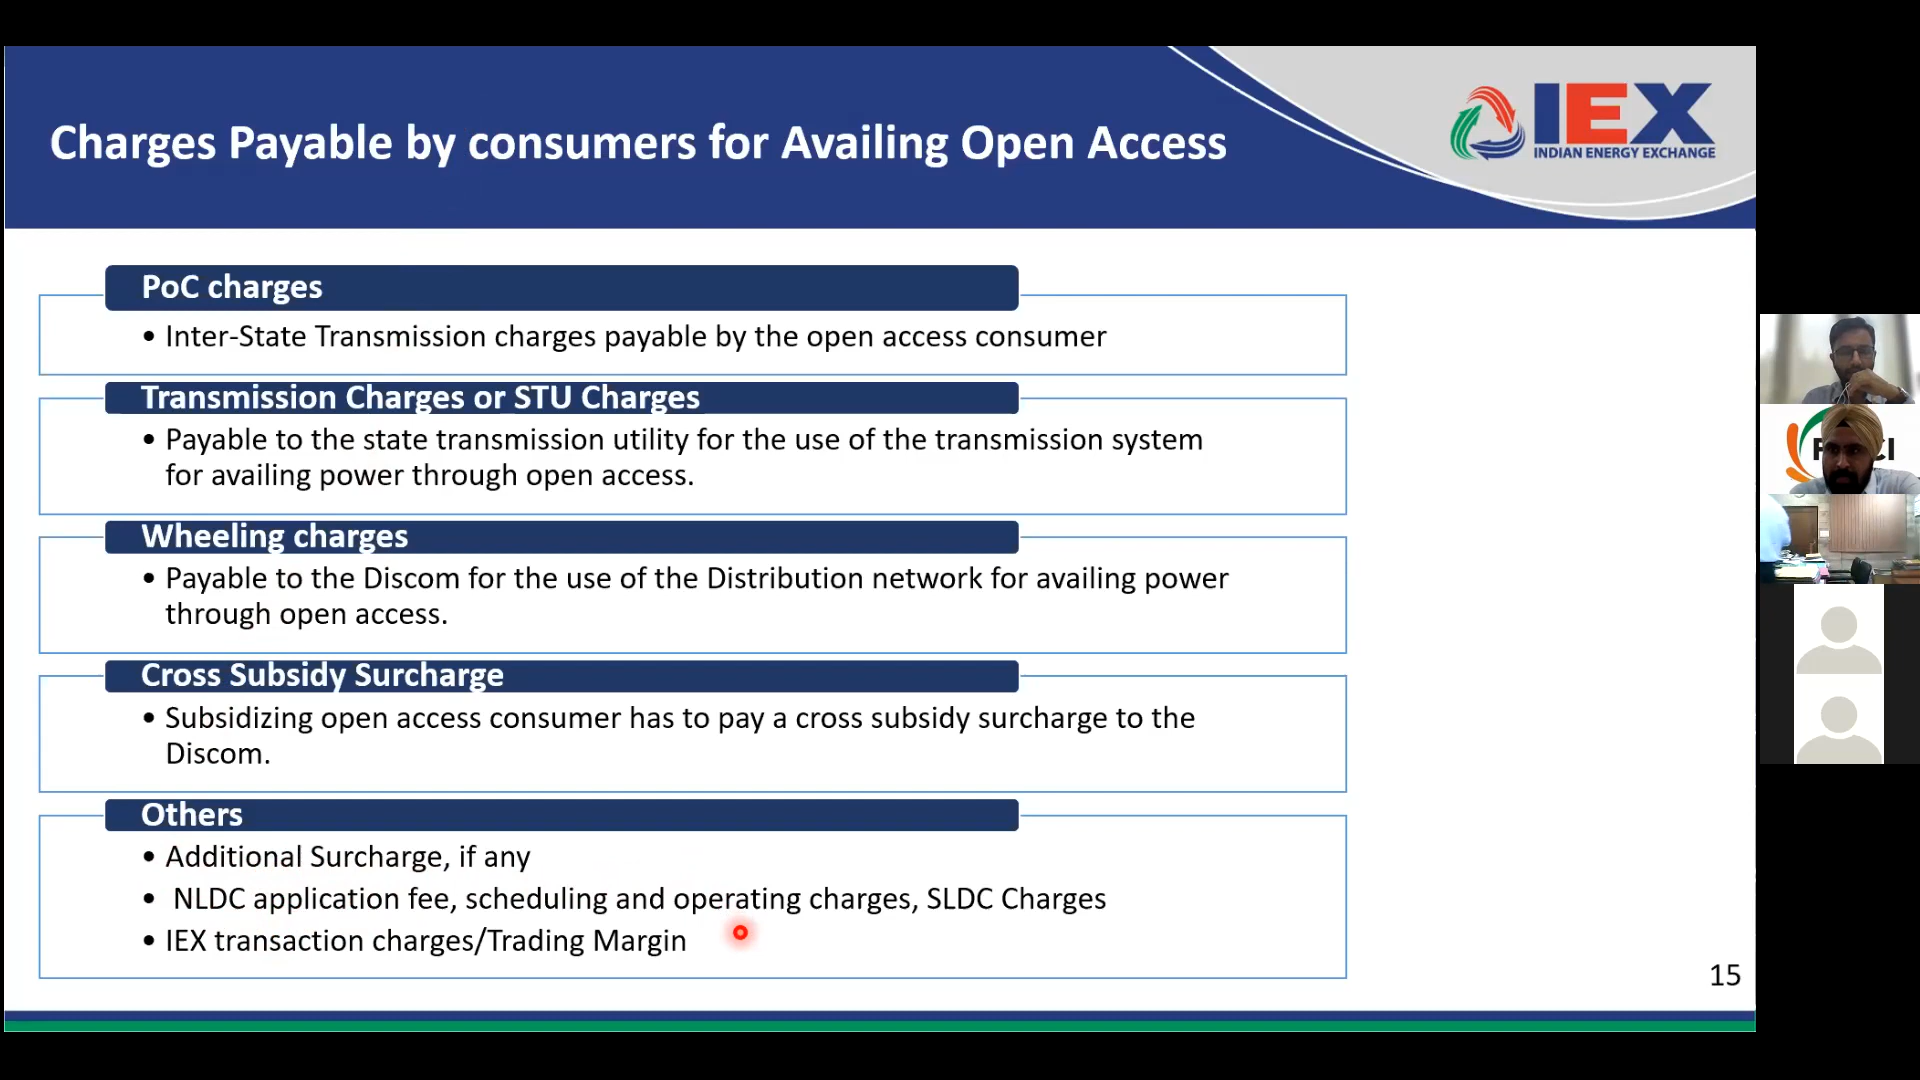 Charges Payable by consumers for Availing Open Access
IEX
INDIAN ENERGY EXCHANGE
PoC charges
• Inter-State Transmission charges payable by the open access consumer
Transmission Charges or STU Charges
• Payable to the state transmission utility for the use of the transmission system
for availing power through open access.
Wheeling charges
• Payable to the Discom for the use of the Distribution network for availing power
through open access.
Cross Subsidy Surcharge
• Subsidizing open access consumer has to pay a cross subsidy surcharge to the
Discom.
Others
• Additional Surcharge, if any
• NLDC application fee, scheduling and operating charges, SLDC Charges
• IEX transaction charges/Trading Margin
15